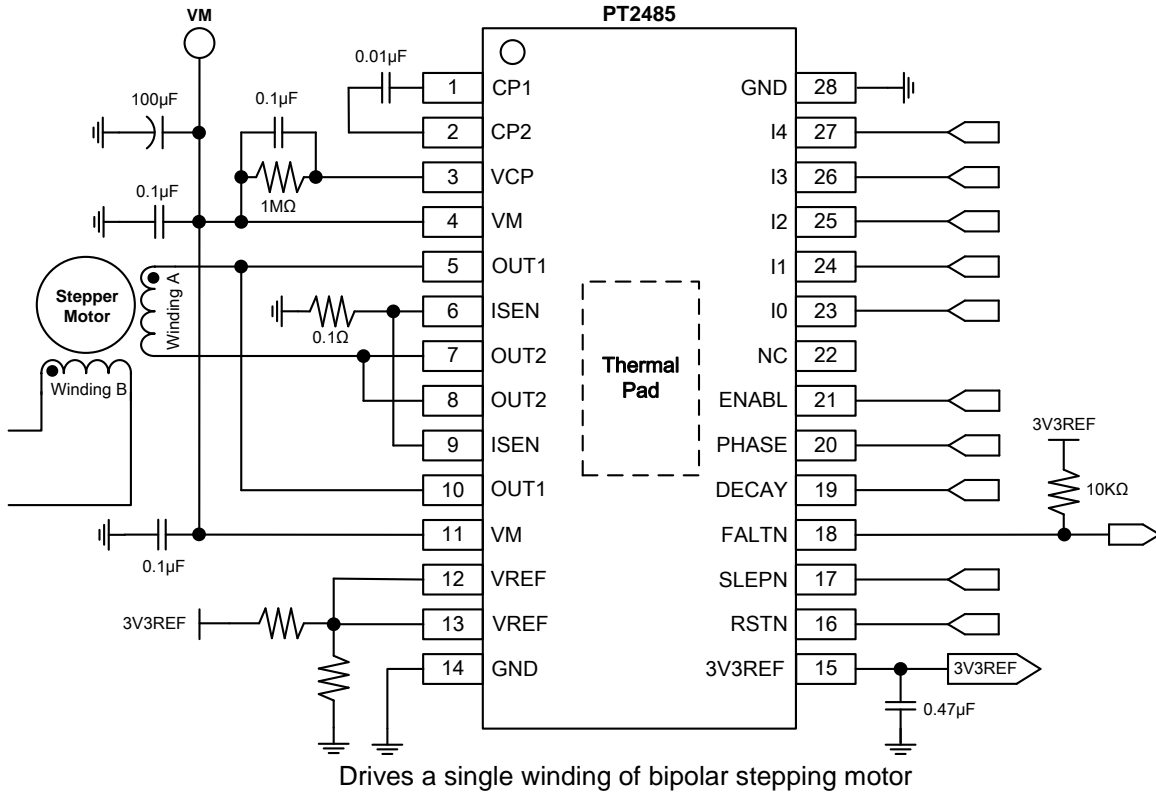 VM
PT2485
0.01µF
1 CP1
GND 28
100µF
0.1µF
2 CP2
I4 27
3 VCP
I3 26
0.1µF
1MΩ
4 VM
I2 25
5 OUT1
I1 24
Stepper
Motor
Winding A
6 ISEN
I0 23
0.1Ω
7 OUT2
NC 22
Thermal
Pad
Winding B
8 OUT2
ENABL 21
3V3REF
9 ISEN
PHASE 20
10 OUT1
DECAY 19
10KΩ
11 VM
FALTN 18
0.1µF
12 VREF
SLEPN 17
3V3REF
13 VREF
RSTN 16
14 GND
3V3REF 15
3V3REF
0.47µF
Drives a single winding of bipolar stepping motor